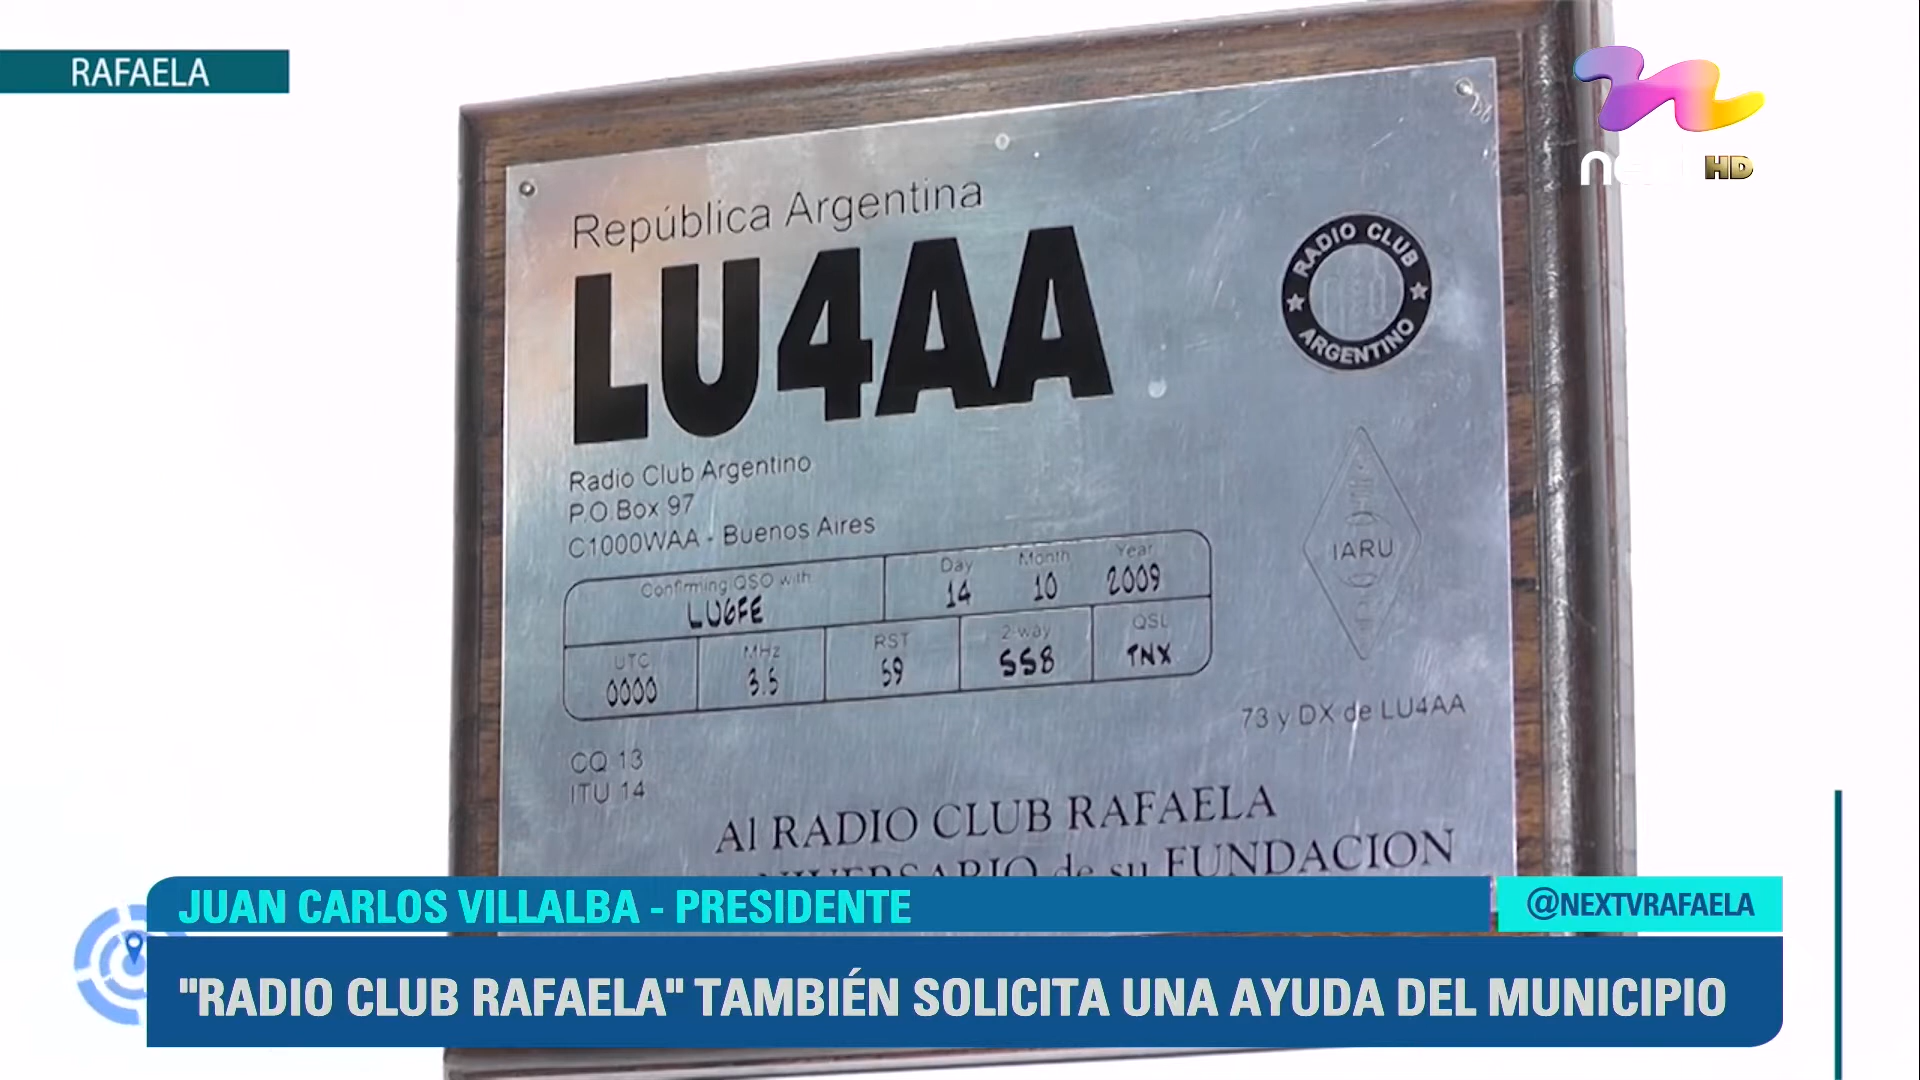 RAFAELA
HD
República Argentina
LU4AA
RADIO CLUB
ARGENTINO
Radio Club Argentino
P.O.Box 97
C1000WAA - Buenos Aires
Confirming QSO with
LU6FE
Day Month Year
14 10 2009
UTC MHz RST 2-way QSL
0000 3.5 59 SSB TNX
IARU
73 y DX de LU4AA
CQ 13
ITU 14
Al RADIO CLUB RAFAELA
de su FUNDACION
JUAN CARLOS VILLALBA - PRESIDENTE
@NEXTVRAFAELA
"RADIO CLUB RAFAELA" TAMBIÉN SOLICITA UNA AYUDA DEL MUNICIPIO